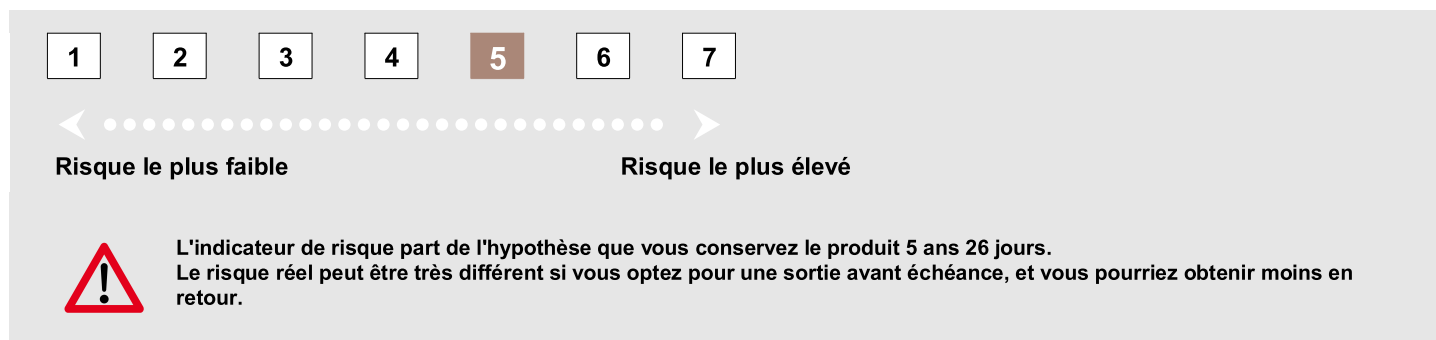 1 2 3 4 5 6 7
Risque le plus faible Risque le plus élevé
L'indicateur de risque part de l'hypothèse que vous conservez le produit 5 ans 26 jours.
Le risque réel peut être très différent si vous optez pour une sortie avant échéance, et vous pourriez obtenir moins en
retour.